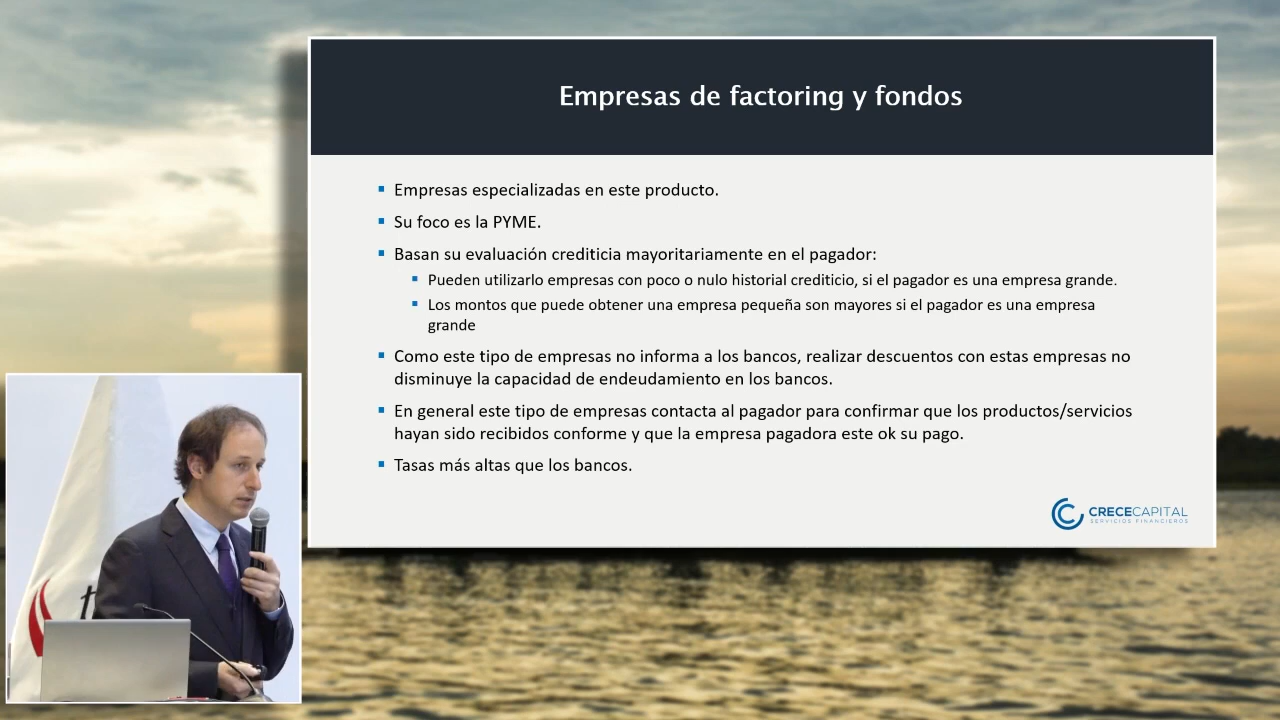 Empresas de factoring y fondos
Empresas especializadas en este producto.
Su foco es la PYME.
Basan su evaluación crediticia mayoritariamente en el pagador:
Pueden utilizarlo empresas con poco o nulo historial crediticio, si el pagador es una empresa grande.
Los montos que puede obtener una empresa pequeña son mayores si el pagador es una empresa
grande
Como este tipo de empresas no informa a los bancos, realizar descuentos con estas empresas no
disminuye la capacidad de endeudamiento en los bancos.
En general este tipo de empresas contacta al pagador para confirmar que los productos/servicios
hayan sido recibidos conforme y que la empresa pagadora este ok su pago.
Tasas más altas que los bancos.
CRECECAPITAL
SERVICIOS FINANCIEROS